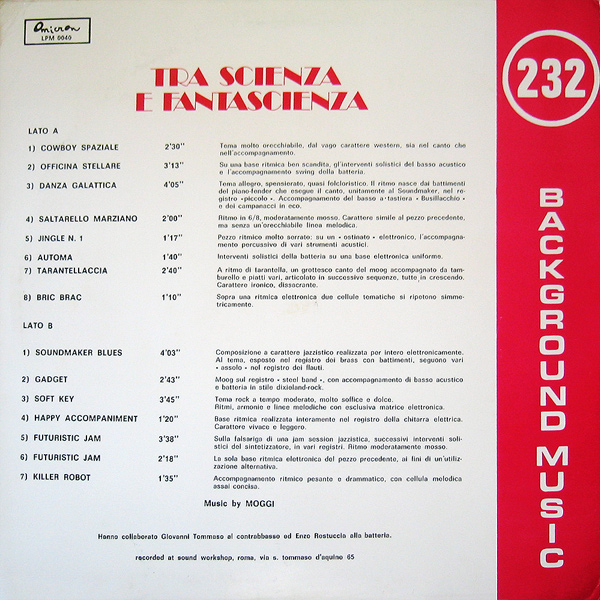 Omicron
LPM 0040
232
TRA SCIENZA
E FANTASCIENZA
LATO A
1) COWBOY SPAZIALE 2'30" Tema molto orecchiabile, dal vago carattere western, sia nel canto che
nell'accompagnamento.
2) OFFICINA STELLARE 3'13" Su una base ritmica ben scandita, gl'interventi solistici del basso acustico
e l'accompagnamento swing della batteria.
3) DANZA GALATTICA 4'05" Tema allegro, spensierato, quasi folcloristico. Il ritmo nasce dai battimenti
del piano-fender che esegue il canto, unitamente al Soundmaker, nel re-
gistro «piccolo». Accompagnamento del basso a-tastiera «Busillacchio»
e dei campanacci in eco.
4) SALTARELLO MARZIANO 2'00" Ritmo in 6/8, moderatamente mosso. Carattere simile al pezzo precedente,
ma senza un'orecchiabile linea melodica.
5) JINGLE N. 1 1'17" Pezzo ritmico molto serrato: su un «ostinato» elettronico, l'accompagna-
mento percussivo di vari strumenti acustici.
6) AUTOMA 1'40" Interventi solistici della batteria su una base elettronica uniforme.
7) TARANTELLACCIA 2'40" A ritmo di tarantella, un grottesco canto del moog accompagnato da tam-
burello e piatti vari, articolato in successive sequenze, tutte in crescendo.
Carattere ironico, dissacrante.
8) BRIC BRAC 1'10" Sopra una ritmica elettronica due cellule tematiche si ripetono simme-
tricamente.
LATO B
1) SOUNDMAKER BLUES 4'03" Composizione a carattere jazzistico realizzata per intero elettronicamente.
Al tema, esposto nel registro dei brass con battimenti, seguono vari
«assolo» nel registro dei flauti.
2) GADGET 2'43" Moog sul registro «steel band», con accompagnamento di basso acustico
e batteria in stile dixieland-rock.
3) SOFT KEY 3'45" Tema rock a tempo moderato, molto soffice e dolce.
Ritmi, armonie e linee melodiche con esclusiva matrice elettronica.
4) HAPPY ACCOMPANIMENT 1'20" Base ritmica realizzata interamente nel registro della chitarra elettrica.
Carattere vivace e leggero.
5) FUTURISTIC JAM 3'38" Sulla falsariga di una jam session jazzistica, successivi interventi soli-
stici del sintetizzatore, in vari registri. Ritmo moderatamente mosso.
6) FUTURISTIC JAM 2'18" La sola base ritmica elettronica del pezzo precedente, ai fini di un'utiliz-
zazione alternativa.
7) KILLER ROBOT 1'35" Accompagnamento ritmico pesante e drammatico, con cellula melodica
assai concisa.
Music by MOGGI
Hanno collaborato Giovanni Tommaso al contrabbasso ed Enzo Restuccia alla batteria.
recorded at sound workshop, roma, via s. tommaso d'aquino 65
BACKGROUND MUSIC